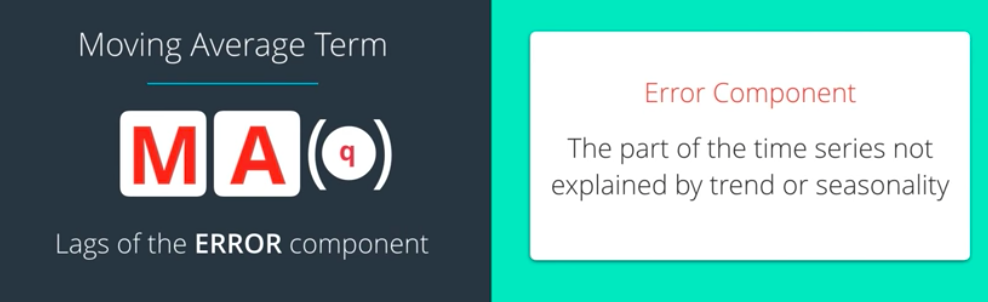 Moving Average Term
MA(q)
Lags of the ERROR component
Error Component
The part of the time series not
explained by trend or seasonality